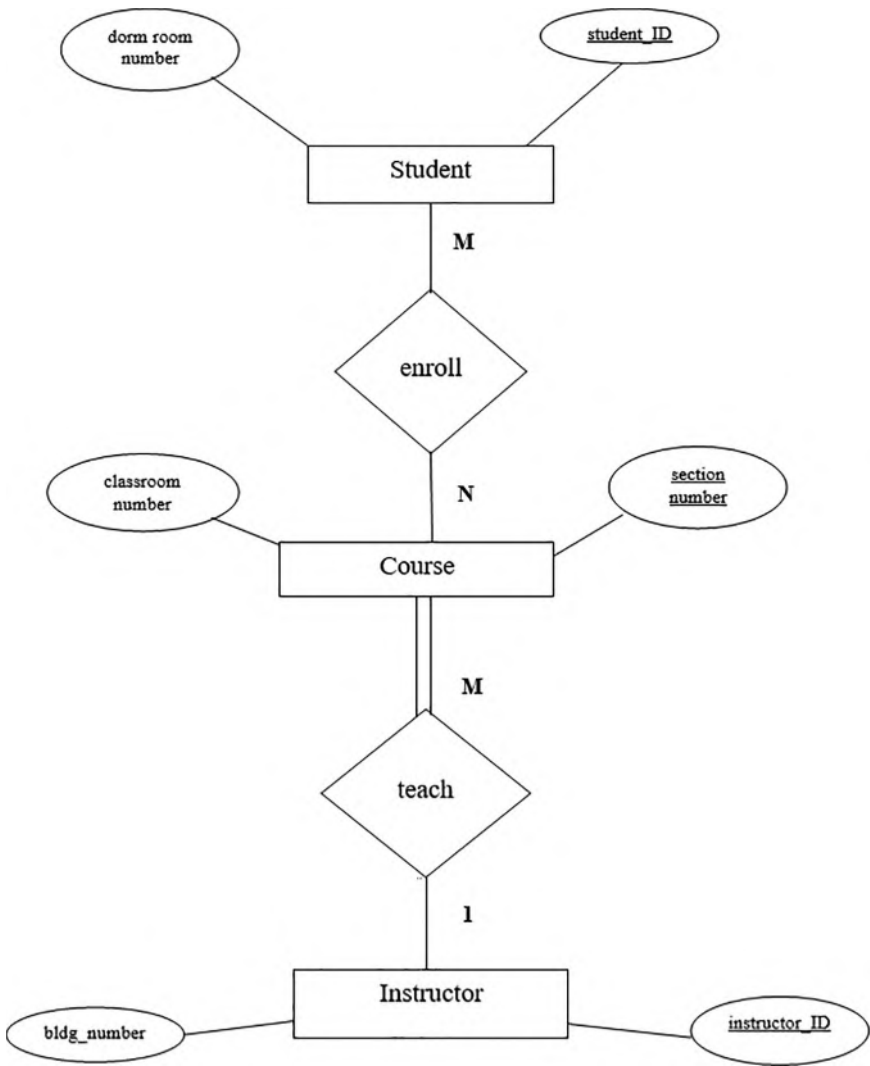 dorm room
number
student_ID
Student
M
enroll
classroom
number
section
number
N
Course
M
teach
1
Instructor
bldg_number
instructor_ID